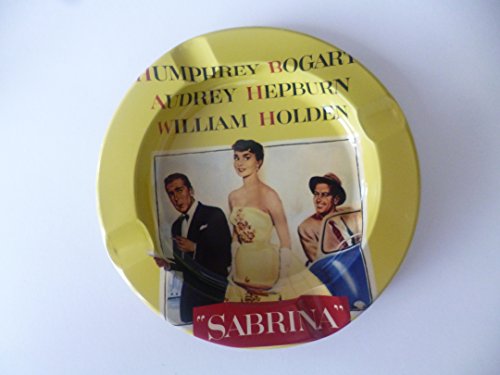 HUMPHREY BOGART
AUDREY HEPBURN
WILLIAM HOLDEN
"SABRINA"